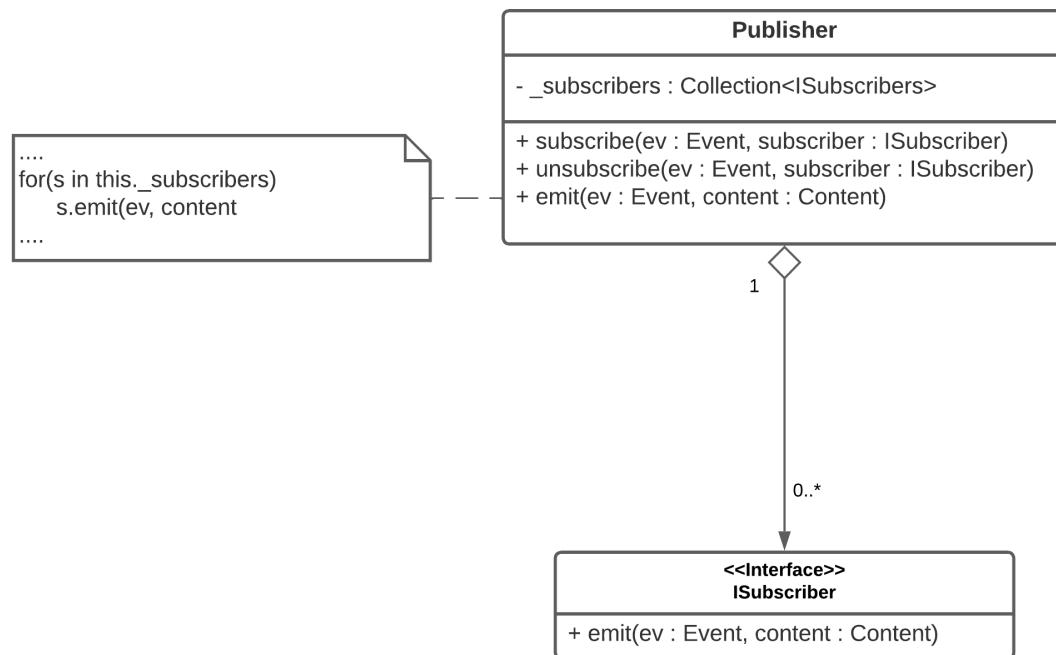 Publisher
- _subscribers : Collection<ISubscribers>
+ subscribe(ev : Event, subscriber : ISubscriber)
+ unsubscribe(ev : Event, subscriber : ISubscriber)
+ emit(ev : Event, content : Content)
....
for(s in this._subscribers)
s.emit(ev, content
....
1
0..*
<<Interface>>
ISubscriber
+ emit(ev : Event, content : Content)